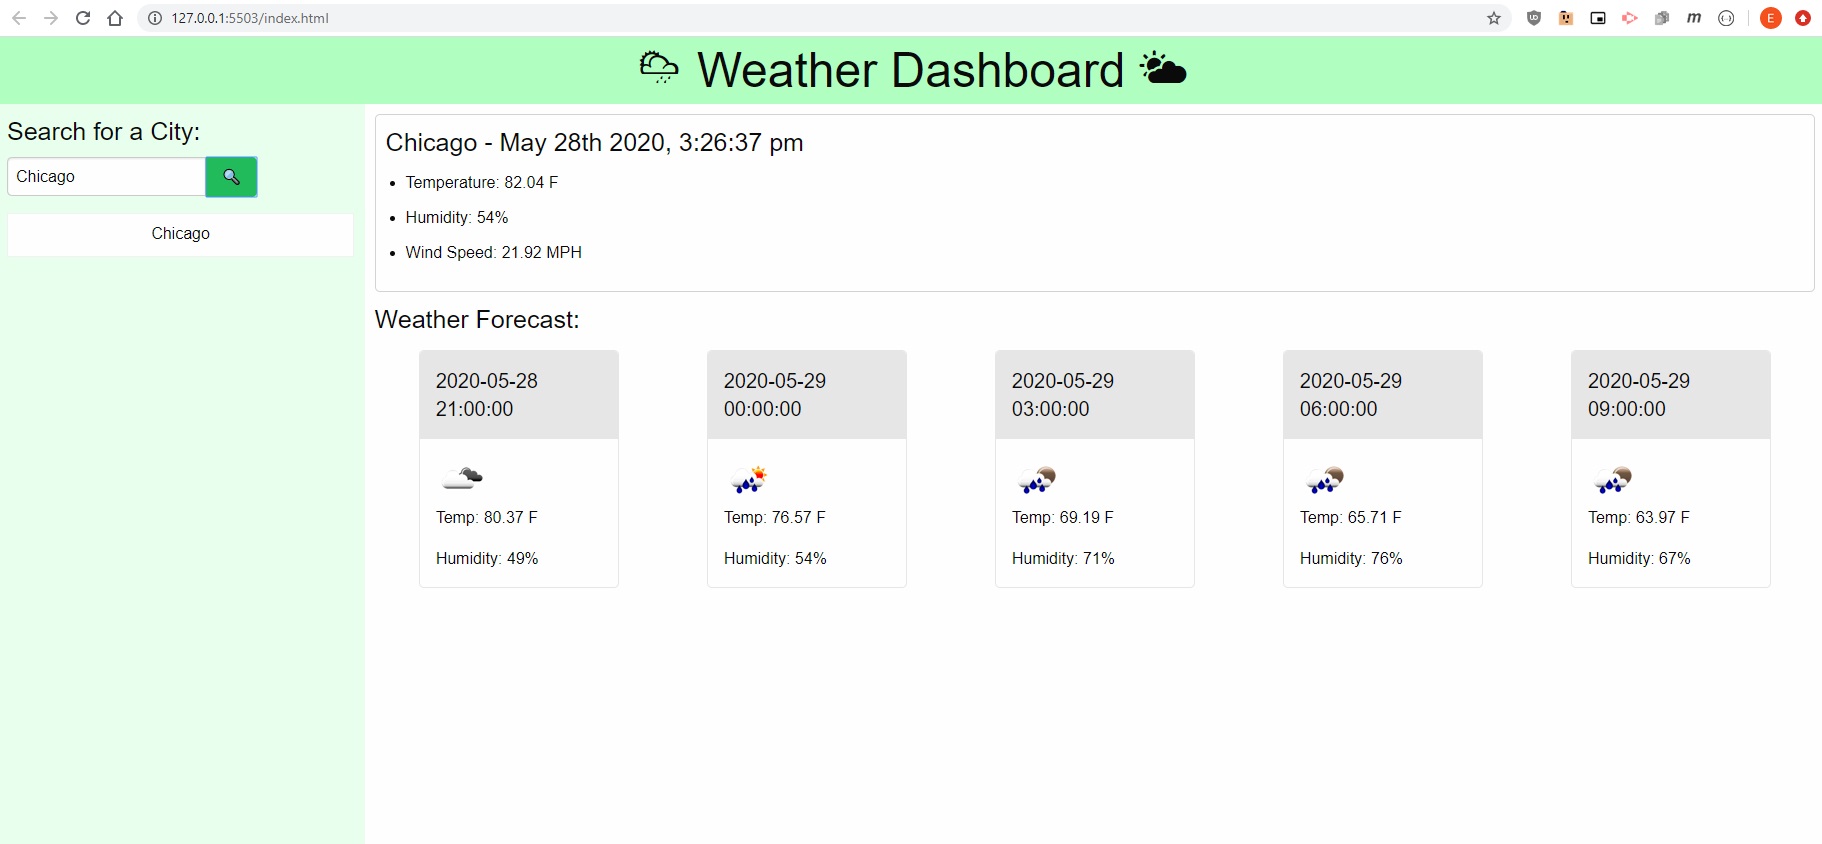 127.0.0.1:5503/index.html
m
E
Weather Dashboard
Search for a City:
Chicago
Chicago
Chicago - May 28th 2020, 3:26:37 pm
Temperature: 82.04 F
Humidity: 54%
Wind Speed: 21.92 MPH
Weather Forecast:
2020-05-28
21:00:00
Temp: 80.37 F
Humidity: 49%
2020-05-29
00:00:00
Temp: 76.57 F
Humidity: 54%
2020-05-29
03:00:00
Temp: 69.19 F
Humidity: 71%
2020-05-29
06:00:00
Temp: 65.71 F
Humidity: 76%
2020-05-29
09:00:00
Temp: 63.97 F
Humidity: 67%